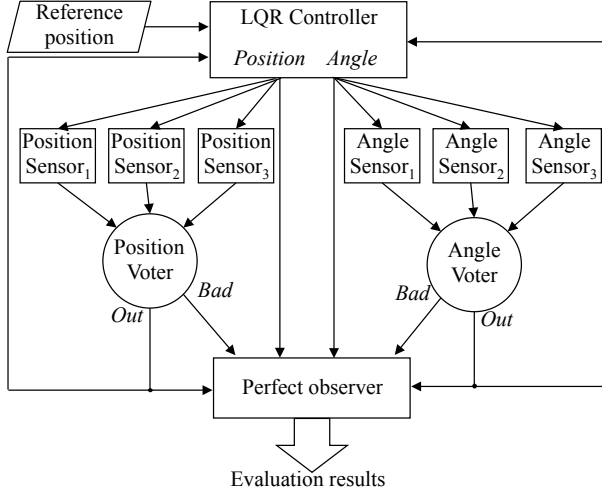 Reference
position
LQR Controller
Position Angle
Position
Sensor1
Position
Sensor2
Position
Sensor3
Angle
Sensor1
Angle
Sensor2
Angle
Sensor3
Position
Voter
Angle
Voter
Bad
Out
Bad
Out
Perfect observer
Evaluation results